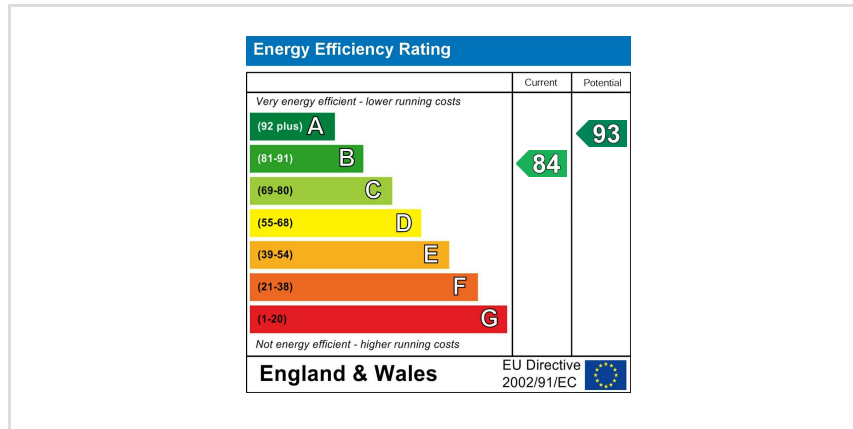 Energy Efficiency Rating
Current Potential
Very energy efficient - lower running costs
(92 plus) A
93
(81-91) B
84
(69-80) C
(55-68) D
(39-54) E
(21-38) F
(1-20) G
Not energy efficient - higher running costs
England & Wales
EU Directive
2002/91/EC